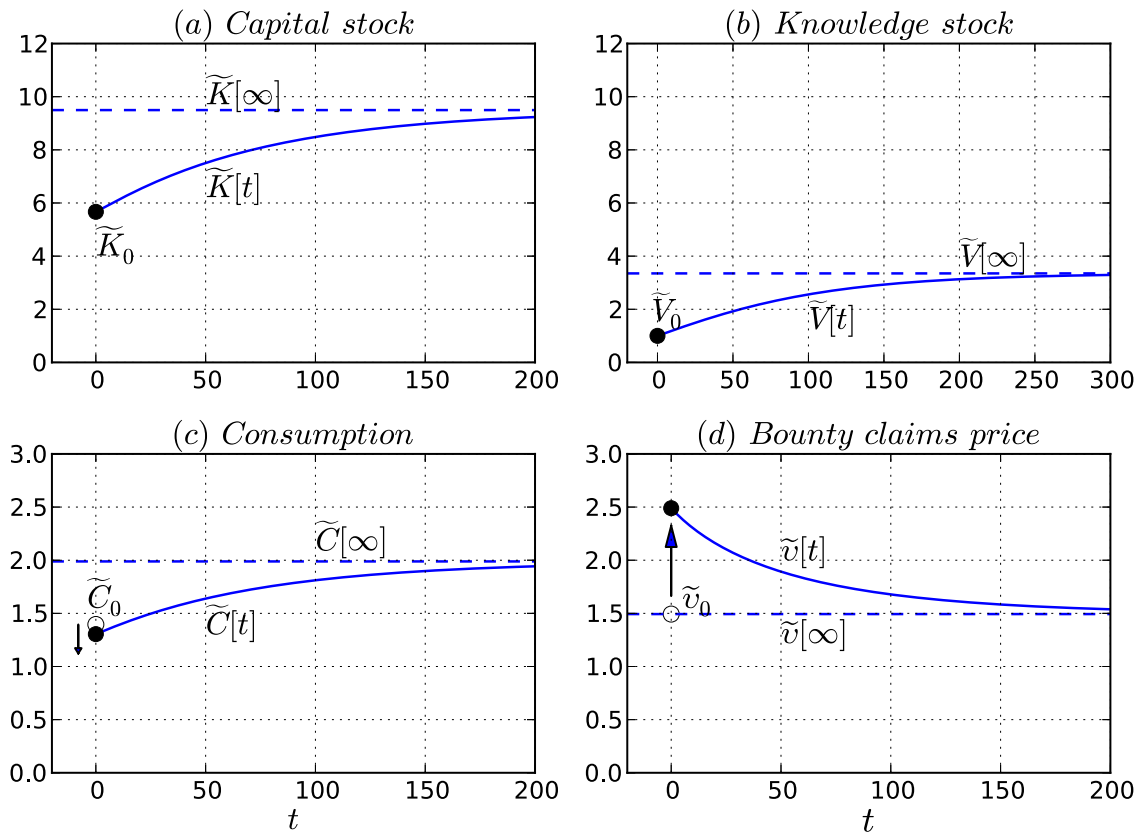 (a) Capital stock
12
10
8
6
4
2
0
K̃[∞]
K̃[t]
K̃₀
0 50 100 150 200
(b) Knowledge stock
12
10
8
6
4
2
0
Ṽ[∞]
Ṽ₀
Ṽ[t]
0 50 100 150 200 250 300
(c) Consumption
3.0
2.5
2.0
1.5
1.0
0.5
0.0
C̃[∞]
C̃₀
C̃[t]
0 50 100 150 200
t
(d) Bounty claims price
3.0
2.5
2.0
1.5
1.0
0.5
0.0
ṽ[t]
ṽ₀
ṽ[∞]
0 50 100 150 200
t